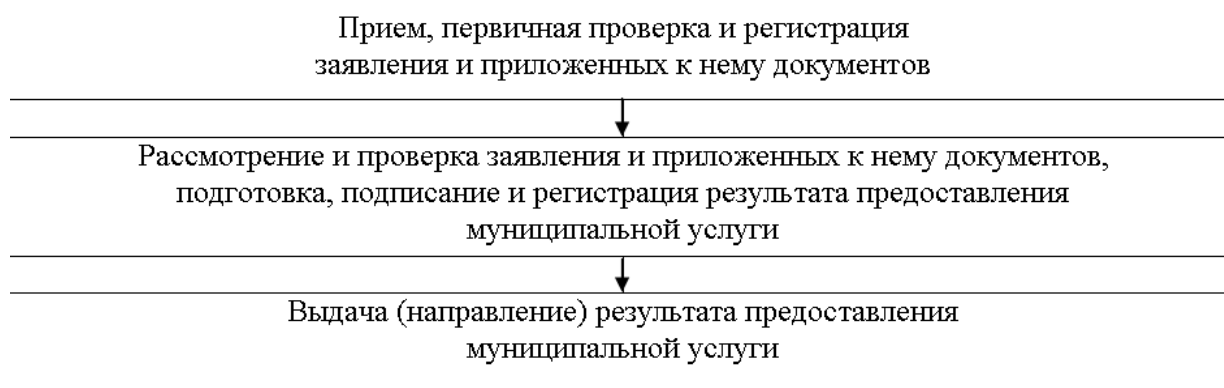 Прием, первичная проверка и регистрация
заявления и приложенных к нему документов
Рассмотрение и проверка заявления и приложенных к нему документов,
подготовка, подписание и регистрация результата предоставления
муниципальной услуги
Выдача (направление) результата предоставления
муниципальной услуги